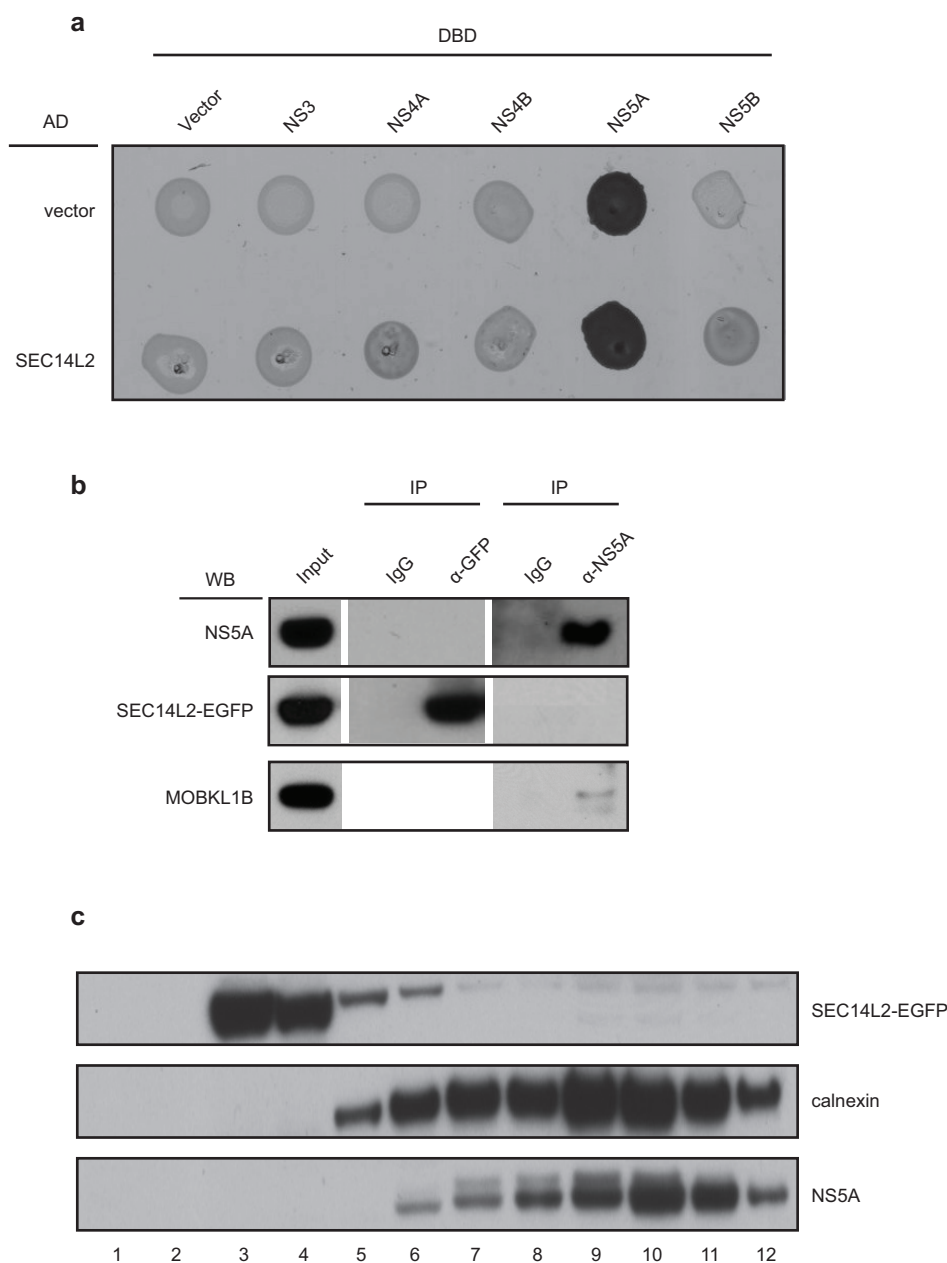 a
DBD
AD
Vector
NS3
NS4A
NS4B
NS5A
NS5B
vector
SEC14L2
b
IP
IP
WB
Input
IgG
α-GFP
IgG
α-NS5A
NS5A
SEC14L2-EGFP
MOBKL1B
c
SEC14L2-EGFP
calnexin
NS5A
1 2 3 4 5 6 7 8 9 10 11 12